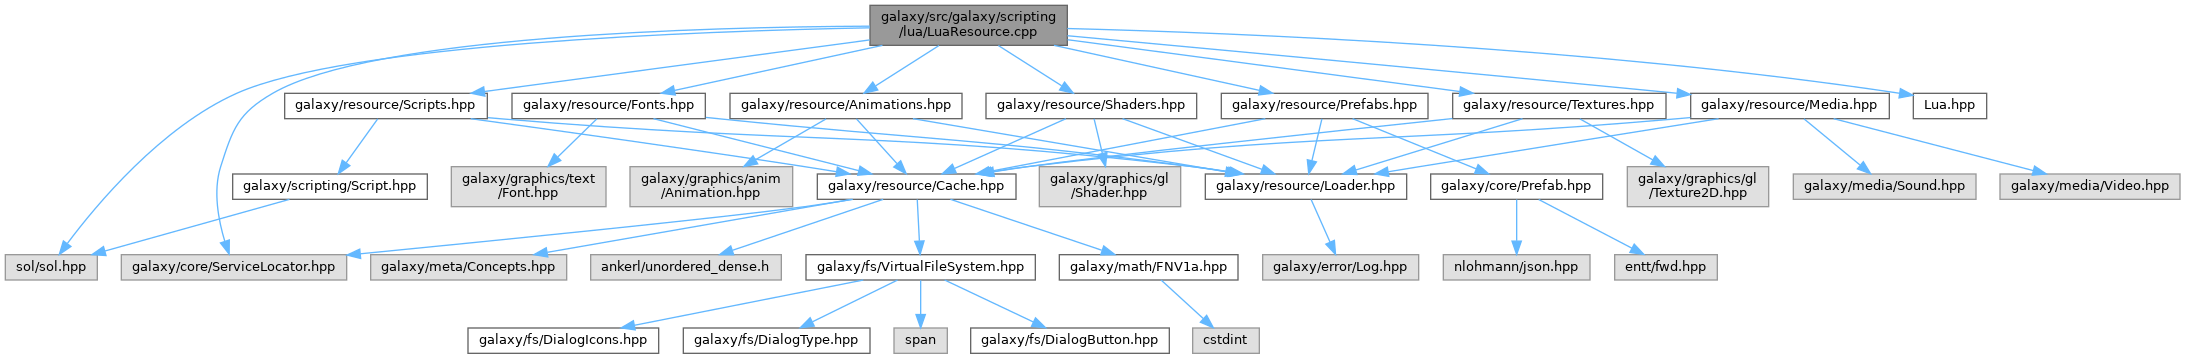 galaxy/src/galaxy/scripting
/lua/LuaResource.cpp
galaxy/resource/Scripts.hpp
galaxy/resource/Fonts.hpp
galaxy/resource/Animations.hpp
galaxy/resource/Shaders.hpp
galaxy/resource/Prefabs.hpp
galaxy/resource/Textures.hpp
galaxy/resource/Media.hpp
Lua.hpp
galaxy/scripting/Script.hpp
galaxy/graphics/text
/Font.hpp
galaxy/graphics/anim
/Animation.hpp
galaxy/resource/Cache.hpp
galaxy/graphics/gl
/Shader.hpp
galaxy/resource/Loader.hpp
galaxy/core/Prefab.hpp
galaxy/graphics/gl
/Texture2D.hpp
galaxy/media/Sound.hpp
galaxy/media/Video.hpp
sol/sol.hpp
galaxy/core/ServiceLocator.hpp
galaxy/meta/Concepts.hpp
ankerl/unordered_dense.h
galaxy/fs/VirtualFileSystem.hpp
galaxy/math/FNV1a.hpp
galaxy/error/Log.hpp
nlohmann/json.hpp
entt/fwd.hpp
galaxy/fs/DialogIcons.hpp
galaxy/fs/DialogType.hpp
span
galaxy/fs/DialogButton.hpp
cstdint